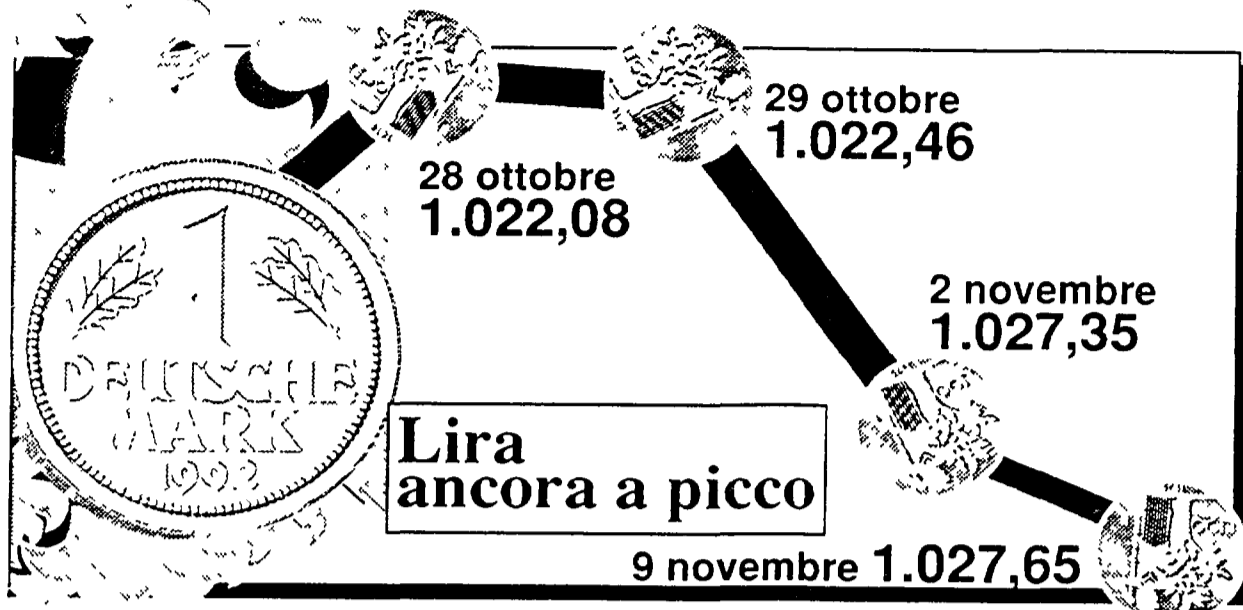 28 ottobre
1.022,08
29 ottobre
1.022,46
2 novembre
1.027,35
9 novembre 1.027,65
Lira
ancora a picco
1
DEUTSCHE
MARK